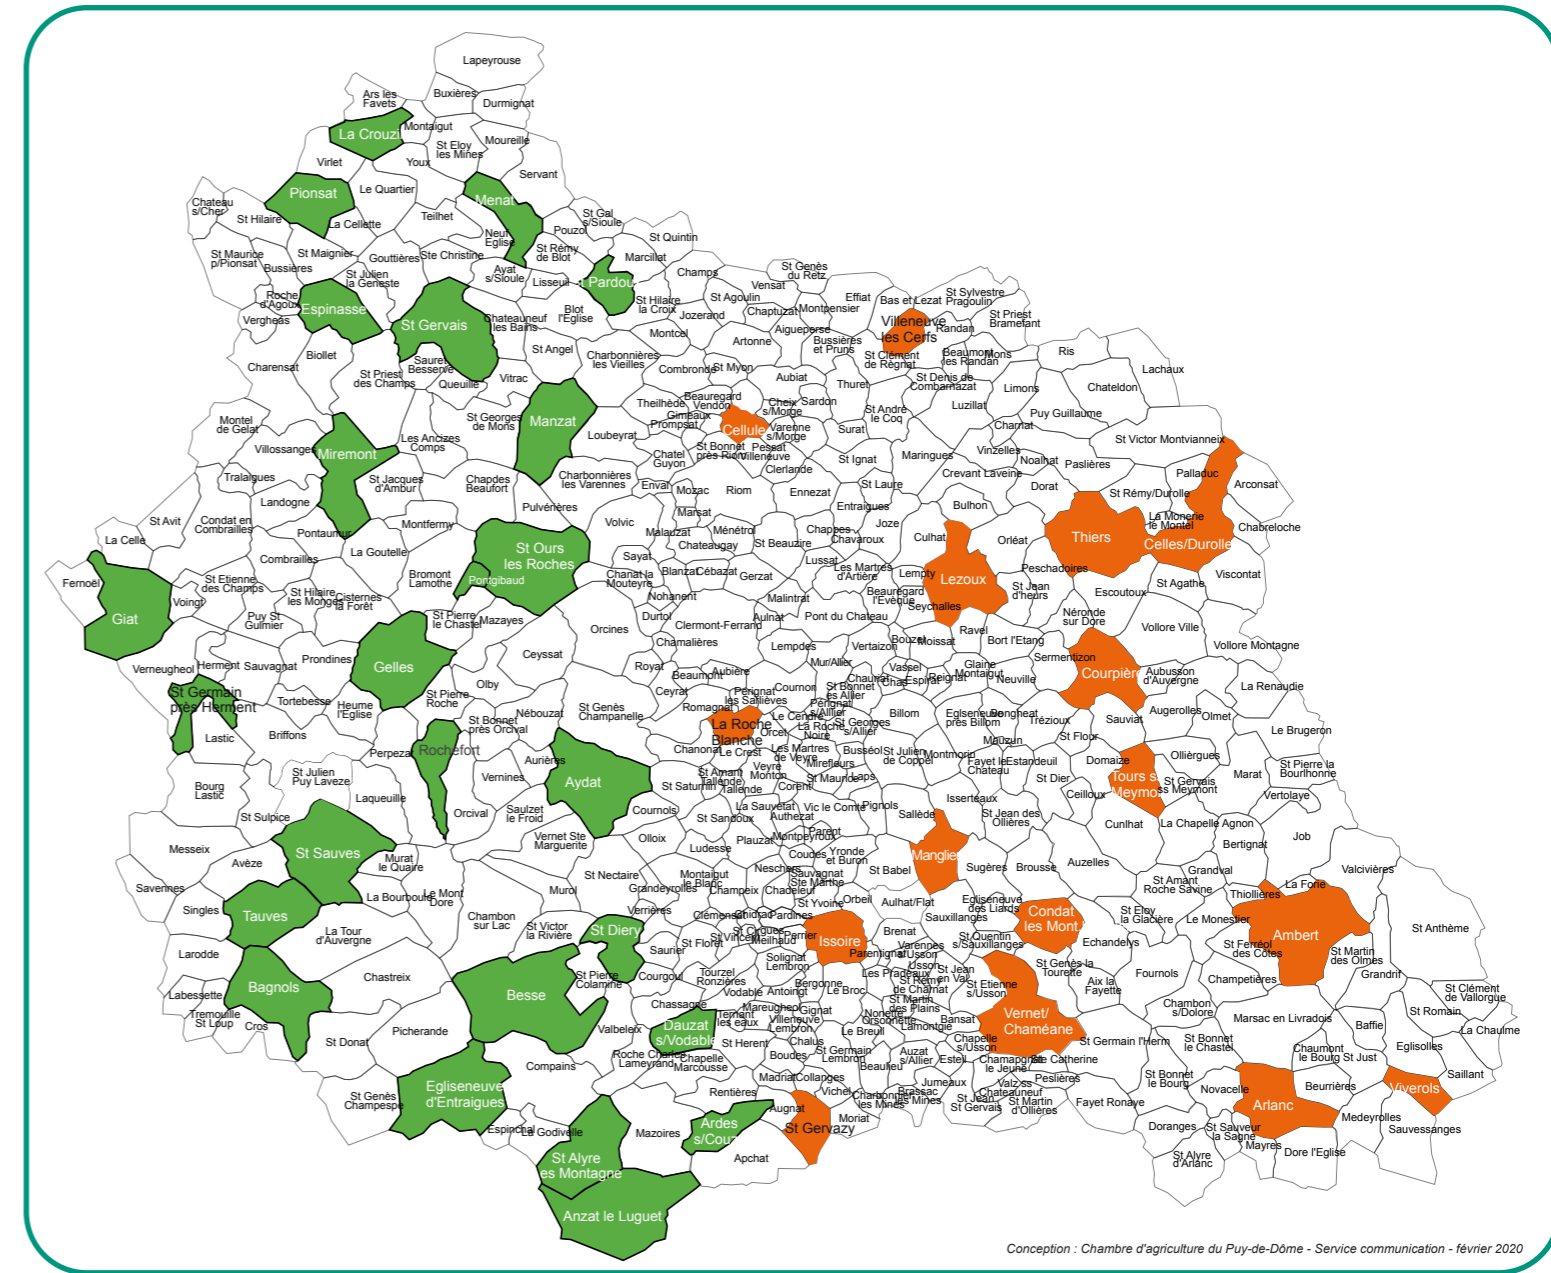 Lapeyrouse
Ars les
Favets
Buxières
Durmignat
La Crouzi
Montaigut
St Eloy
les Mines
Moureille
Virlet
Youx
Servant
Pionsat
Le Quartier
Menat
Chateau
s/Cher
St Hilaire
La Cellette
Teilhet
Neuf
Eglise
Pouzol
St Gal
s/Sioule
St Quintin
St Maurice
p/Pionsat
Bussières
St Maignier
Gouttières
Ste Christine
St Rémy
de Blot
Marcillat
St Julien
la Geneste
Ayat
s/Sioule
Lisseuil
t Pardou
Champs
St Genès
du Retz
Roche
d'Agoux
Espinasse
St Gervais
Chateauneuf
les Bains
Blot
l'Eglise
St Hilaire
la Croix
St Agoulin
Vensat
Effiat
Bas et Lezat
St Sylvestre
Pragoulin
Vergheas
Jozerand
Chaptuzat
Montpensier
Villeneuve
les Cerfs
Randan
St Priest
Bramefant
Montcel
Artonne
Aigueperse
Bussières
et Pruns
Biollet
Charensat
St Priest
des Champs
Sauret
Besserve
Queuille
St Angel
Vitrac
Charbonnières
les Vieilles
Combronde
St Myon
St Clément
de Régnat
Beaumont
les Randan
Mons
Ris
Lachaux
Aubiat
Thuret
St Denis de
Combarnazat
Limons
Chateldon
Montel
de Gelat
St Georges
de Mons
Manzat
Theilhède
Beauregard
Vendon
Gimeaux
Prompsat
Cheix
s/Morge
Sardon
St André
le Coq
Luzillat
Puy Guillaume
Villossanges
Miremont
Les Ancizes
Comps
Loubeyrat
Cellule
Varenne
s/Morge
Surat
Charnat
St Victor Montvianneix
Chatel
Guyon
St Bonnet
près Riom
Pessat
Villeneuve
Clerlande
St Ignat
Maringues
Vinzelles
Noalhat
Paslières
Tralaigues
St Jacques
d'Ambur
Chapdes
Beaufort
Charbonnières
les Varennes
Enval
Mozac
Riom
Ennezat
St Laure
Crevant Laveine
Dorat
Palladuc
Arconsat
Landogne
Pulvérières
Marsat
Entraigues
Bulhon
St Rémy/Durolle
St Avit
Condat en
Combrailles
Pontaumur
Montfermy
Volvic
Malauzat
Ménétrol
Chappes
Joze
La Monerie
le Montel
Chabreloche
La Celle
St Ours
les Roches
Chateaugay
St Beauzire
Chavaroux
Culhat
Orléat
Thiers
Celles/Durolle
Combrailles
La Goutelle
Sayat
Blanzat
Cébazat
Gerzat
Lussat
Les Martres
d'Artière
Lempty
Lezoux
Peschadoires
Viscontat
Fernoël
Voingt
St Etienne
des Champs
St Hilaire
les Monges
Cisternes
la Forêt
Bromont
Lamothe
Pontgibaud
Chanat la
Mouteyre
Nohanent
Malintrat
Beauregard
l'Evèque
Seychalles
St Jean
d'heurs
Escoutoux
St Agathe
Giat
Puy St
Gulmier
St Pierre
le Chastel
Mazayes
Orcines
Durtol
Clermont-Ferrand
Aulnat
Pont du Chateau
Néronde
sur Dore
Vollore Ville
Verneugheol
Herment
Sauvagnat
Prondines
Gelles
Ceyssat
Chamalières
Lempdes
Vertaizon
Bouzel
Moissat
Ravel
Bort l'Etang
Vollore Montagne
St Germain
près Herment
Tortebesse
Heume
l'Eglise
St Pierre
Roche
Olby
Royat
Beaumont
Aubière
Mur/Allier
Chauriat
Vassel
Chas
Espirat
Reignat
Glaine
Montaigut
Neuville
Sermentizon
Courpière
Aubusson
d'Auvergne
La Renaudie
Lastic
Briffons
Nébouzat
St Genès
Champanelle
Ceyrat
Romagnat
Pérignat
les Sarlièves
Cournon
St Bonnet
les Allier
Pérignat
s/Allier
Billom
Eglseneuve
près Billom
Bongheat
Trézioux
Sauviat
Augerolles
Olmet
Perpezat
Rochefort
St Bonnet
près Orcival
La Roche
Blanche
Orcet
Le Cendre
La Roche
Noire
St Georges
s/Allier
Mauzun
St Flour
Le Brugeron
Bourg
Lastic
St Julien
Puy Laveze
Laqueuille
Vernines
Aurières
Aydat
Chanonat
Le Crest
Les Martres
de Veyre
Mirefleurs
Busséol
St Julien
de Coppel
Montmorin
Fayet le
Chateau
Estandeuil
Domaize
Olliérgues
Marat
St Pierre la
Bourlhonne
St Sulpice
Orcival
Saulzet
le Froid
Cournols
St Saturnin
St Amant
Tallende
Tallende
Veyre
Monton
Corent
St Maurice
Laps
St Dier
Ceilloux
Tours s
Meymo
St Gervais
ss Meymont
Vertolaye
Messeix
Avèze
St Sauves
Murat
le Quaire
Vernet Ste
Marguerite
Olloix
St Sandoux
La Sauvetat
Authezat
Vic le Comte
Pignols
Sallède
Isserteaux
St Jean des
Ollières
Cunlhat
La Chapelle Agnon
Bertignat
Job
Ludesse
Plauzat
Montpeyroux
Parent
Coudes
Yronde
et Buron
Manglieu
Savennes
Singles
Tauves
La Bourboule
Le Mont
Dore
Murol
St Nectaire
Grandeyrolles
Montaigut
le Blanc
Champeix
Neschers
Chadeleuf
Sauvagnat
Ste Marthe
St Babel
Sugères
Brousse
Auzelles
St Amant
Roche Savine
Grandval
Thiollières
La Forie
Valcivières
La Tour
d'Auvergne
Chambon
sur Lac
St Victor
la Rivière
Verrières
St Diery
Clémensat
Chidrac
Pardines
St Yvoine
Orbeil
Aulhat/Flat
Sauxillanges
Egliseneuve
des Liards
Condat
les Mont
St Eloy
la Glacière
Le Monestier
Ambert
St Anthème
Larodde
Chastreix
Saurier
St Floret
St Vincent
St Cirgues
Meilhaud
Perrier
Issoire
Brenat
Varennes
s/Usson
St Quentin
s/Sauxillanges
Echandelys
St Ferréol
des Côtes
St Martin
des Olmes
Labessette
Bagnols
Besse
St Pierre
Colamine
Courgoul
Tourzel
Ronzières
Solignat
Lembron
Parentignat
Les Pradeaux
Usson
St Rémy
de Charnat
St Jean
en Val
St Etienne
s/Usson
St Genès la
Tourette
Aix la
Fayette
Fournols
Champetières
Grandrif
St Clément
de Vallorgue
Tremouille
St Loup
Cros
Picherande
Valbeleix
Chassagne
Dauzat
s/Vodable
Vodable
Antoingt
Bergonne
Le Broc
St Martin
des Plains
Vernet/
Chaméane
Chambon
s/Dolore
Marsac en Livradois
Baffie
St Romain
La Chaulme
St Donat
Ternant
les eaux
Mareugheol
Villeneuve
Lembron
Gignat
Nonette
Orsonnette
Le Breuil
Lamontgie
Bansat
Chapelle
s/Usson
St Germain l'Herm
St Bonnet
le Chastel
Chaumont
le Bourg
St Just
Eglisolles
Saillant
Compains
Roche Charles
Lameyrand
Chapelle
Marcousse
St Herent
Chalus
Boudes
St Germain
Lembron
Beaulieu
Auzat
s/Allier
Esteil
Chamapgnat
le Jeune
Ste Catherine
Peslières
St Bonnet
le Bourg
Novacelle
Beurrières
Viverols
St Genès
Champespe
Egliseneuve
d'Entraigues
Rentières
Madriat
Collanges
Vichel
Charbonnier
les Mines
Brassac
les Mines
Jumeaux
Valz ss
Chateauneuf
St Jean
St Gervais
St Martin
d'Ollières
Fayet Ronaye
Arlanc
Medeyrolles
Sauvessanges
Espinchal
La Godivelle
Mazoires
Ardes
s/Couz
Augnat
St Gervazy
Moriat
Doranges
St Sauveur
la Sagne
Mayres
Dore l'Eglise
St Alyre
es Montagne
Apchat
St Alyre
d'Arlanc
Anzat le Luguet
Conception : Chambre d'agriculture du Puy-de-Dôme - Service communication - février 2020